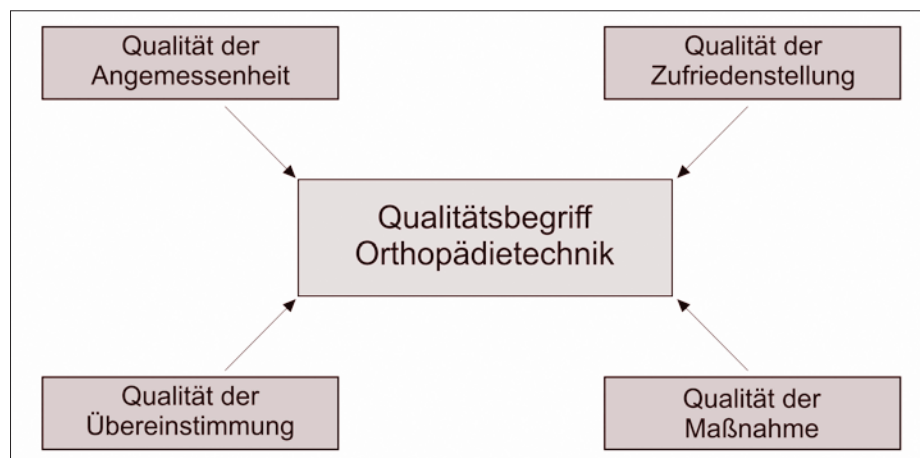 Qualität der
Angemessenheit
Qualität der
Zufriedenstellung
Qualitätsbegriff
Orthopädietechnik
Qualität der
Übereinstimmung
Qualität der
Maßnahme